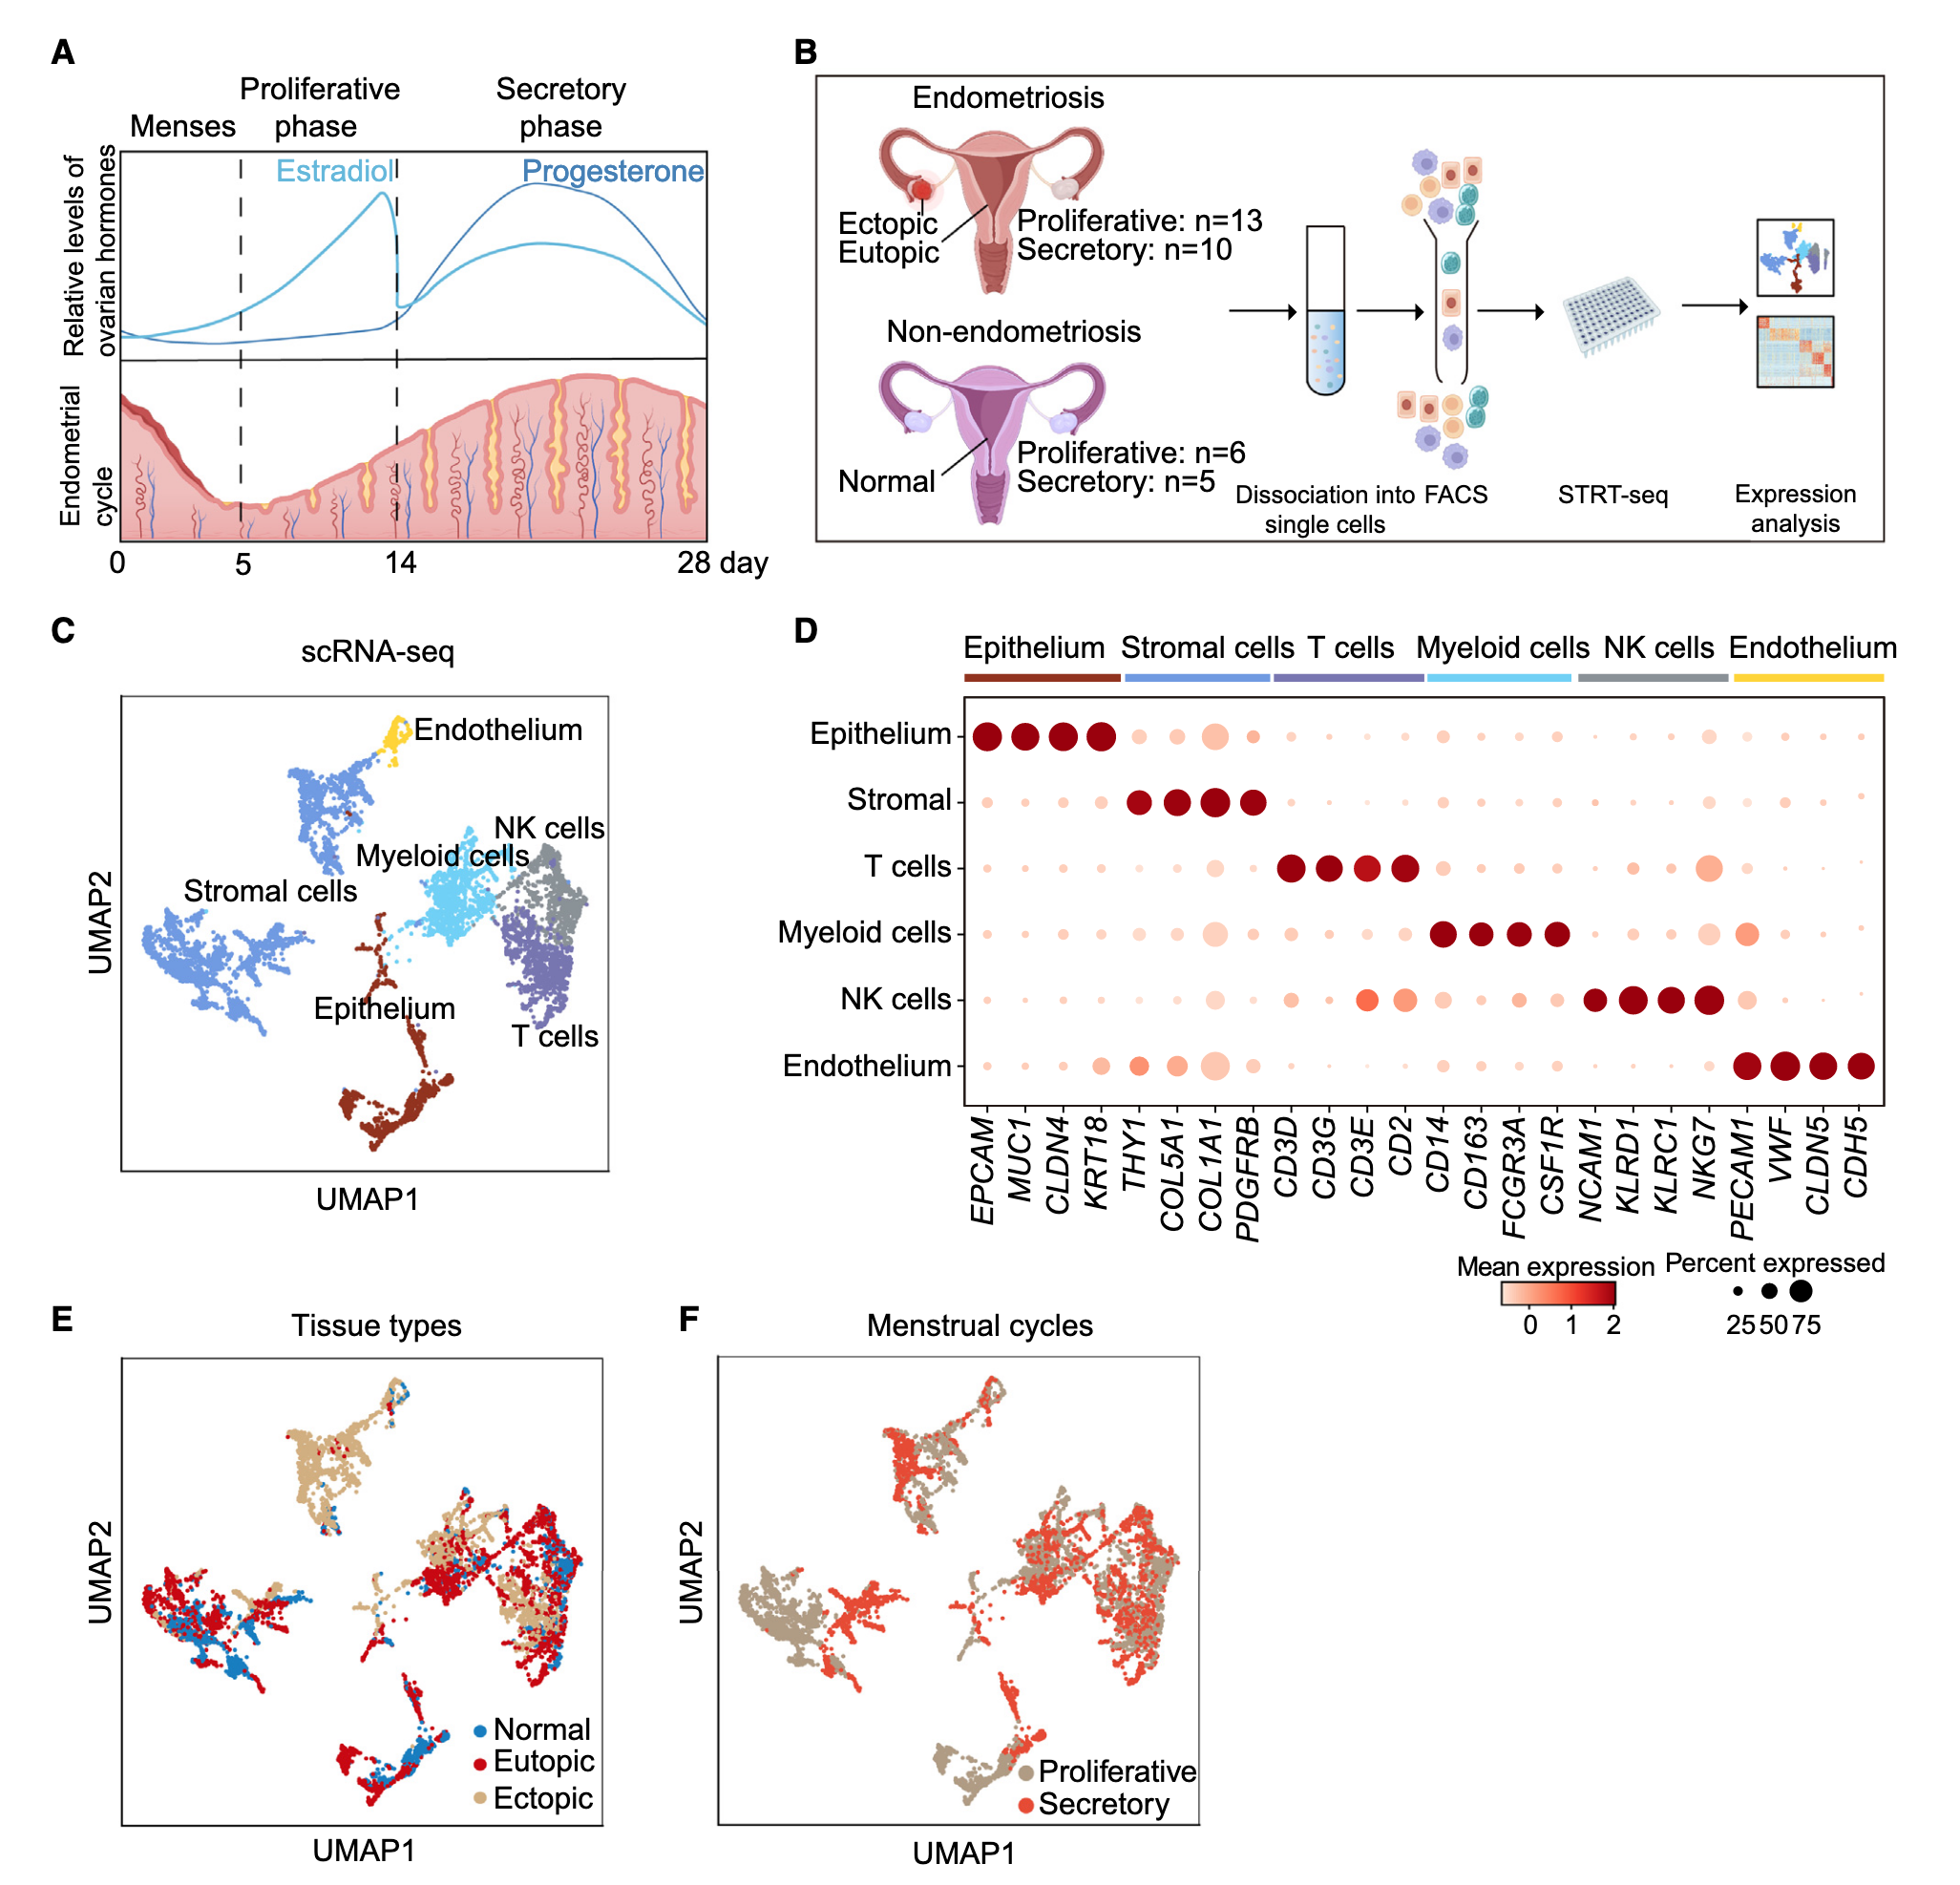 A
Menses
Proliferative
phase
Secretory
phase
Relative levels of
ovarian hormones
Estradiol
Progesterone
Endometrial
cycle
0
5
14
28 day
B
Endometriosis
Ectopic
Eutopic
Proliferative: n=13
Secretory: n=10
Non-endometriosis
Normal
Proliferative: n=6
Secretory: n=5
Dissociation into
single cells
FACS
STRT-seq
Expression
analysis
C
scRNA-seq
Endothelium
NK cells
Myeloid cells
Stromal cells
Epithelium
T cells
UMAP2
UMAP1
D
Epithelium Stromal cells T cells Myeloid cells NK cells Endothelium
Epithelium
Stromal
T cells
Myeloid cells
NK cells
Endothelium
EPCAM
MUC1
CLDN4
KRT18
THY1
COL5A1
COL1A1
PDGFRB
CD3D
CD3G
CD3E
CD2
CD14
CD163
FCGR3A
CSF1R
NCAM1
KLRD1
KLRC1
NKG7
PECAM1
VWF
CLDN5
CDH5
Mean expression
0 1 2
Percent expressed
25 50 75
E
Tissue types
Normal
Eutopic
Ectopic
UMAP2
UMAP1
F
Menstrual cycles
Proliferative
Secretory
UMAP2
UMAP1